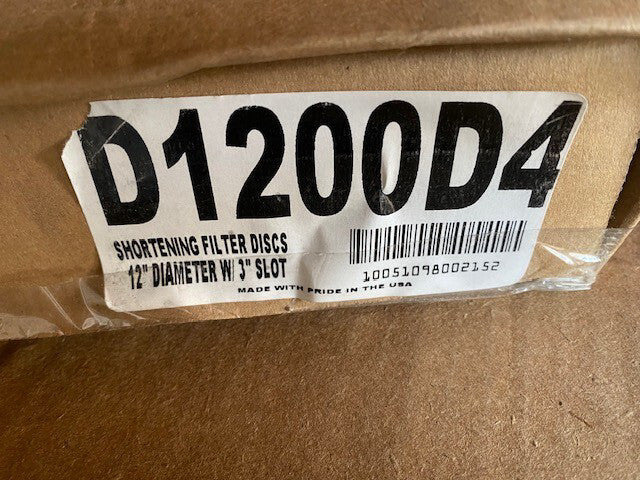 D1200D4
SHORTENING FILTER DISCS
12" DIAMETER W/ 3" SLOT
10051098002152
MADE WITH PRIDE IN THE USA